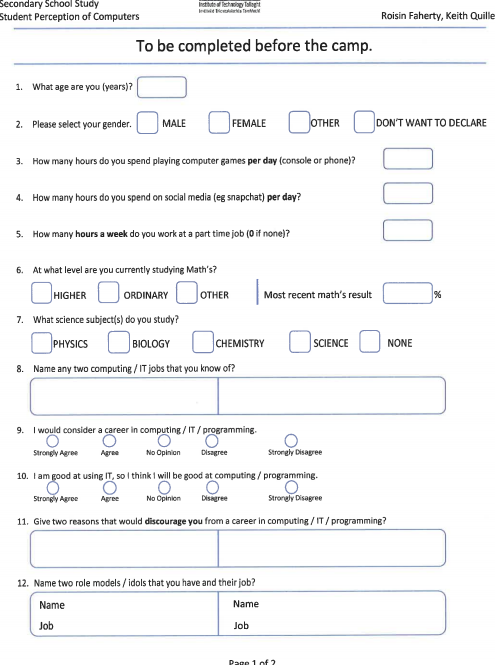 Secondary School Study
Student Perception of Computers
Institute of Technology Tallaght
Roisin Faherty, Keith Quille
To be completed before the camp.
1. What age are you (years)?
2. Please select your gender. MALE FEMALE OTHER DON'T WANT TO DECLARE
3. How many hours do you spend playing computer games per day (console or phone)?
4. How many hours do you spend on social media (eg snapchat) per day?
5. How many hours a week do you work at a part time job (0 if none)?
6. At what level are you currently studying Math's?
HIGHER ORDINARY OTHER Most recent math's result %
7. What science subject(s) do you study?
PHYSICS BIOLOGY CHEMISTRY SCIENCE NONE
8. Name any two computing / IT jobs that you know of?
9. I would consider a career in computing / IT / programming.
Strongly Agree Agree No Opinion Disagree Strongly Disagree
10. I am good at using IT, so I think I will be good at computing / programming.
Strongly Agree Agree No Opinion Disagree Strongly Disagree
11. Give two reasons that would discourage you from a career in computing / IT / programming?
12. Name two role models / idols that you have and their job?
Name Name
Job Job
Page 1 of 2